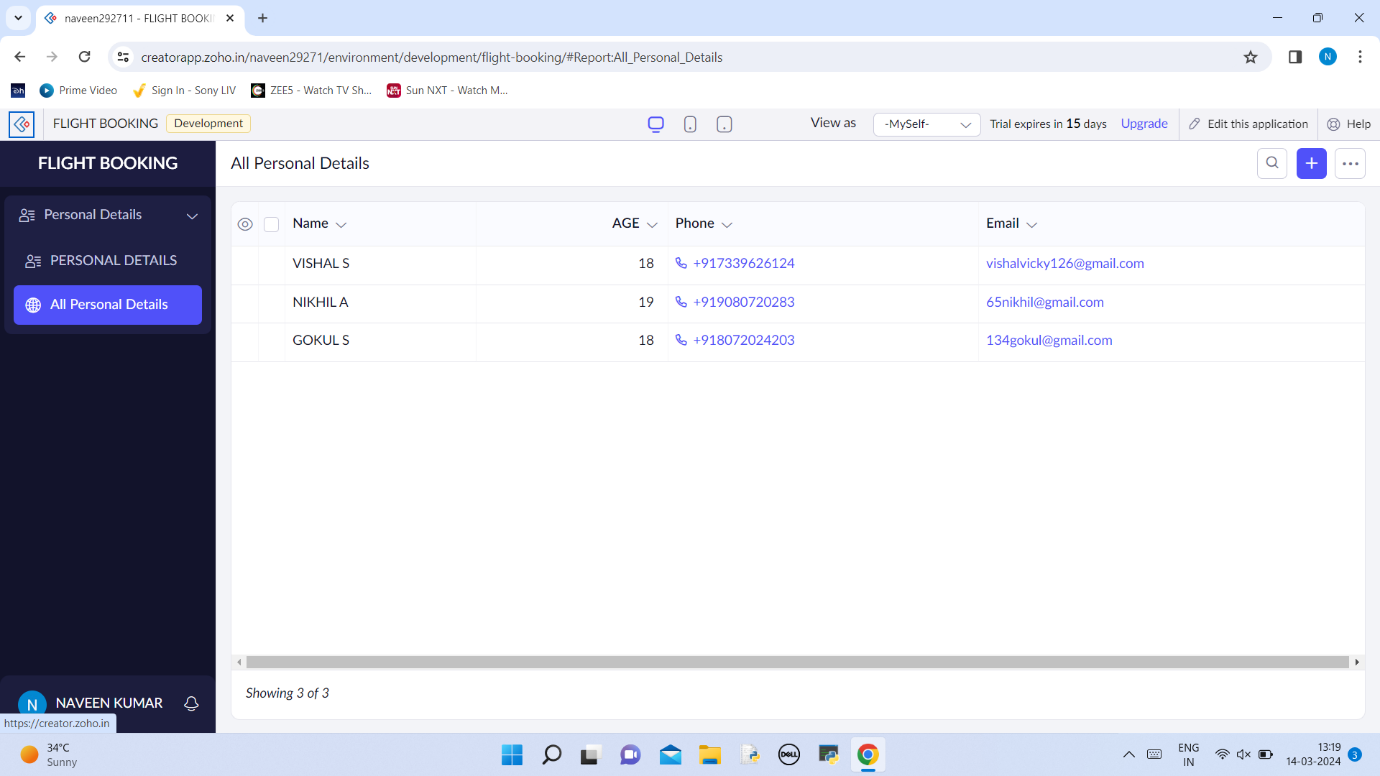 naveen292711 - FLIGHT BOOKI
creatorapp.zoho.in/naveen29271/environment/development/flight-booking/#Report:All_Personal_Details
N
Prime Video
Sign In - Sony LIV
ZEE5 - Watch TV Sh...
Sun NXT - Watch M...
FLIGHT BOOKING
Development
View as
-MySelf-
Trial expires in 15 days
Upgrade
Edit this application
Help
FLIGHT BOOKING
Personal Details
PERSONAL DETAILS
All Personal Details
All Personal Details
Name AGE Phone Email
VISHAL S 18 +917339626124 vishalvicky126@gmail.com
NIKHIL A 19 +919080720283 65nikhil@gmail.com
GOKUL S 18 +918072024203 134gokul@gmail.com
Showing 3 of 3
N NAVEEN KUMAR
https://creator.zoho.in
34°C
Sunny
DELL
ENG
IN
13:19
14-03-2024
3